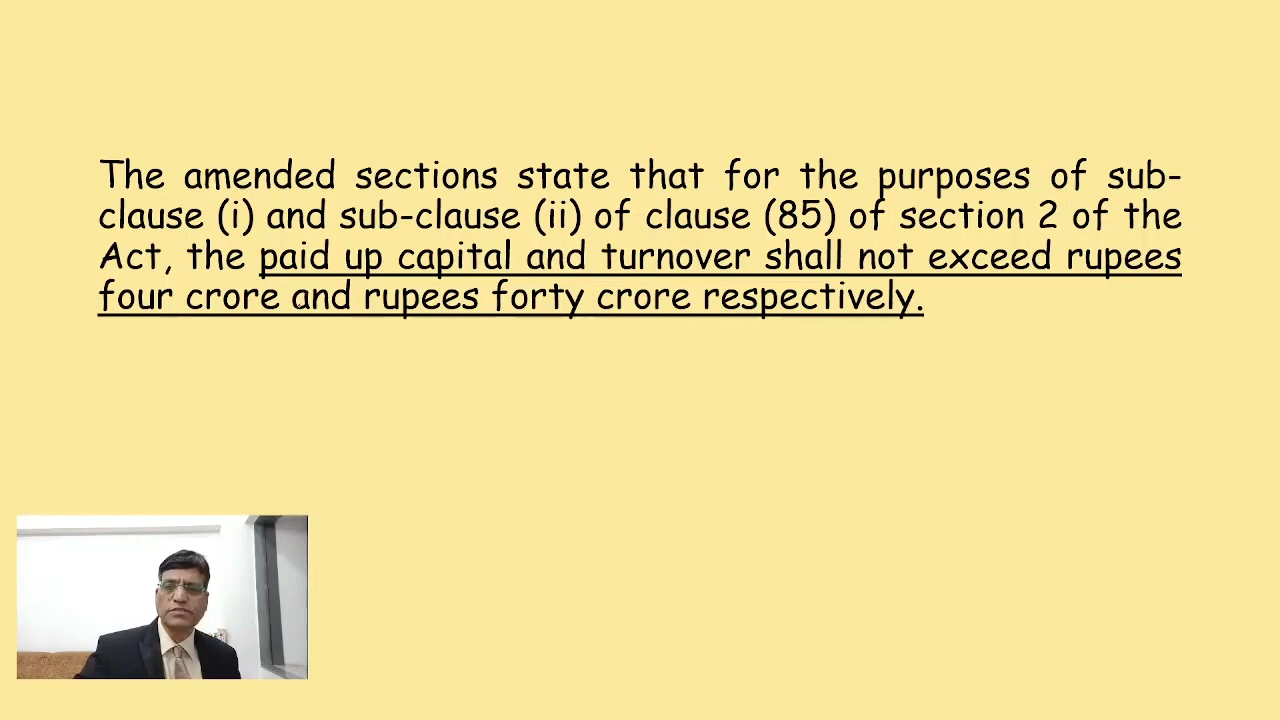 The amended sections state that for the purposes of sub-
clause (i) and sub-clause (ii) of clause (85) of section 2 of the
Act, the paid up capital and turnover shall not exceed rupees
four crore and rupees forty crore respectively.